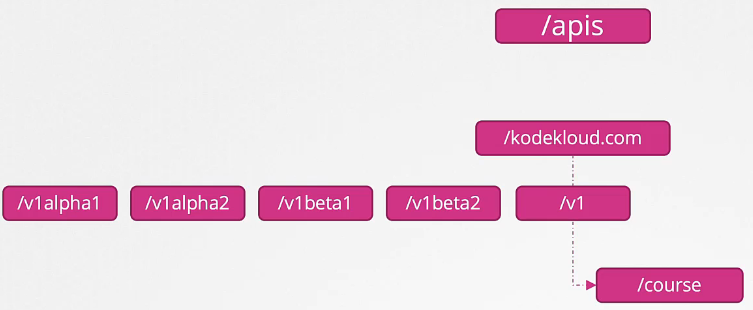 /apis
/kodekloud.com
/v1alpha1
/v1alpha2
/v1beta1
/v1beta2
/v1
/course